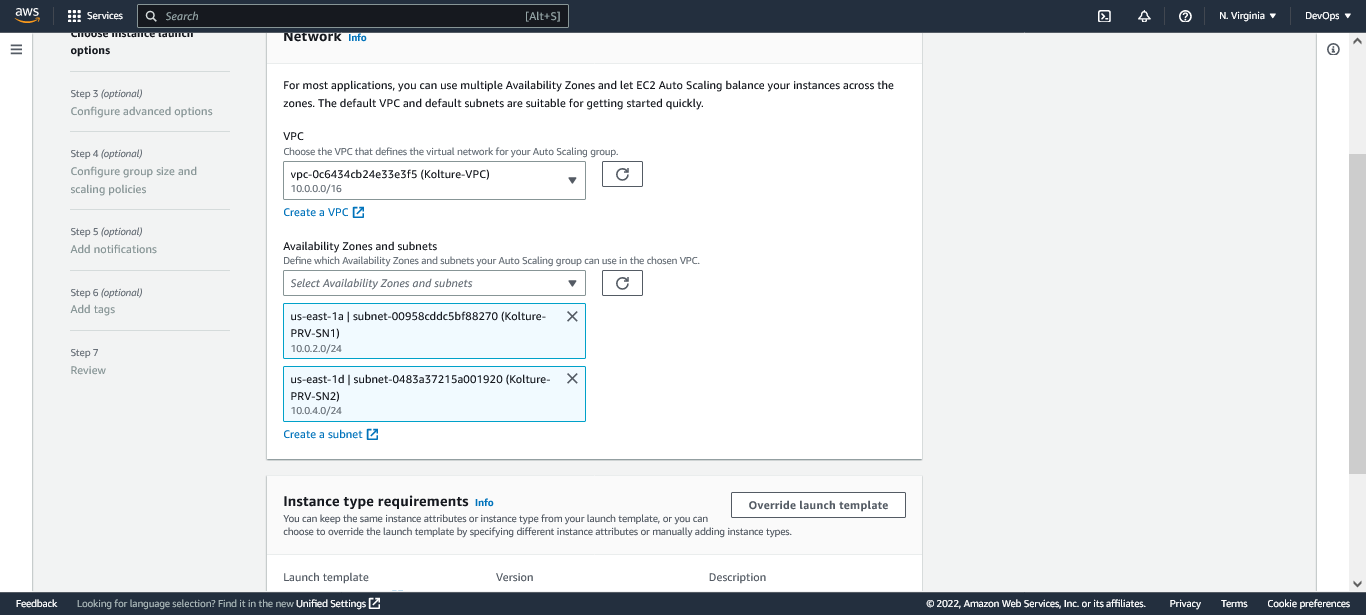 aws
Services
Search
[Alt+S]
N. Virginia
DevOps
Choose instance launch
options
Step 3 (optional)
Configure advanced options
Step 4 (optional)
Configure group size and
scaling policies
Step 5 (optional)
Add notifications
Step 6 (optional)
Add tags
Step 7
Review
Network Info
For most applications, you can use multiple Availability Zones and let EC2 Auto Scaling balance your instances across the
zones. The default VPC and default subnets are suitable for getting started quickly.
VPC
Choose the VPC that defines the virtual network for your Auto Scaling group.
vpc-0c6434cb24e33e3f5 (Kolture-VPC)
10.0.0.0/16
Create a VPC
Availability Zones and subnets
Define which Availability Zones and subnets your Auto Scaling group can use in the chosen VPC.
Select Availability Zones and subnets
us-east-1a | subnet-00958cddc5bf88270 (Kolture-
PRV-SN1)
10.0.2.0/24
us-east-1d | subnet-0483a37215a001920 (Kolture-
PRV-SN2)
10.0.4.0/24
Create a subnet
Instance type requirements Info
You can keep the same instance attributes or instance type from your launch template, or you can
choose to override the launch template by specifying different instance attributes or manually adding instance types.
Override launch template
Launch template
Version
Description
Feedback
Looking for language selection? Find it in the new Unified Settings
© 2022, Amazon Web Services, Inc. or its affiliates.
Privacy
Terms
Cookie preferences